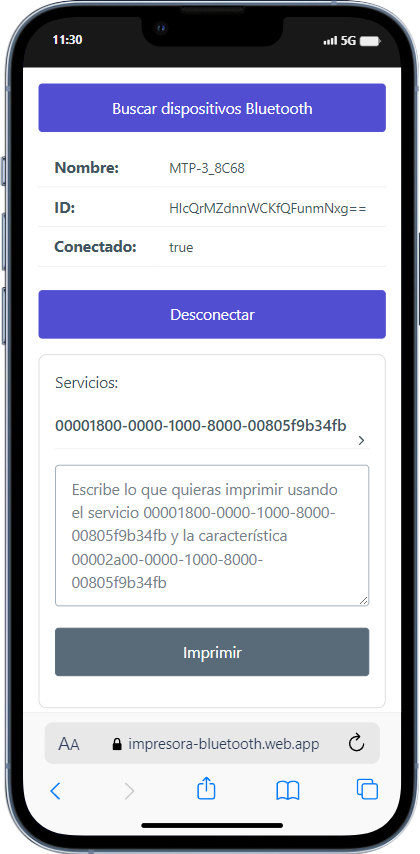 11:30
5G
Buscar dispositivos Bluetooth
Nombre: MTP-3_8C68
ID: HIcQrMZdnnWCKfQFunmNxg==
Conectado: true
Desconectar
Servicios:
00001800-0000-1000-8000-00805f9b34fb
Escribe lo que quieras imprimir usando
el servicio 00001800-0000-1000-8000-
00805f9b34fb y la característica
00002a00-0000-1000-8000-
00805f9b34fb
Imprimir
AA impresora-bluetooth.web.app